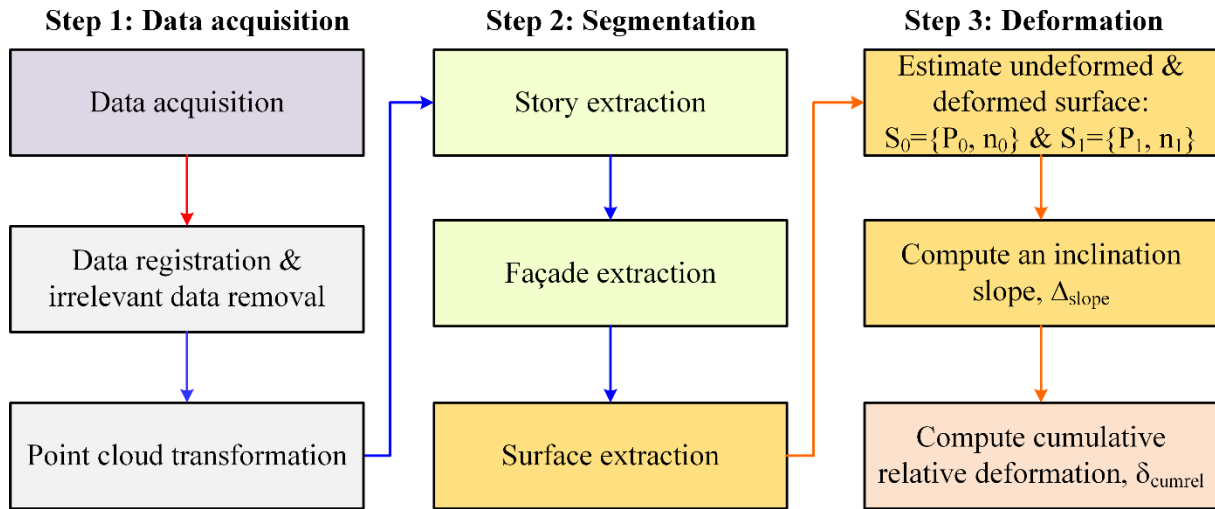 Step 1: Data acquisition
Data acquisition
Data registration &
irrelevant data removal
Point cloud transformation
Step 2: Segmentation
Story extraction
Façade extraction
Surface extraction
Step 3: Deformation
Estimate undeformed &
deformed surface:
S₀={P₀, n₀} & S₁={P₁, n₁}
Compute an inclination
slope, Δslope
Compute cumulative
relative deformation, δcumrel